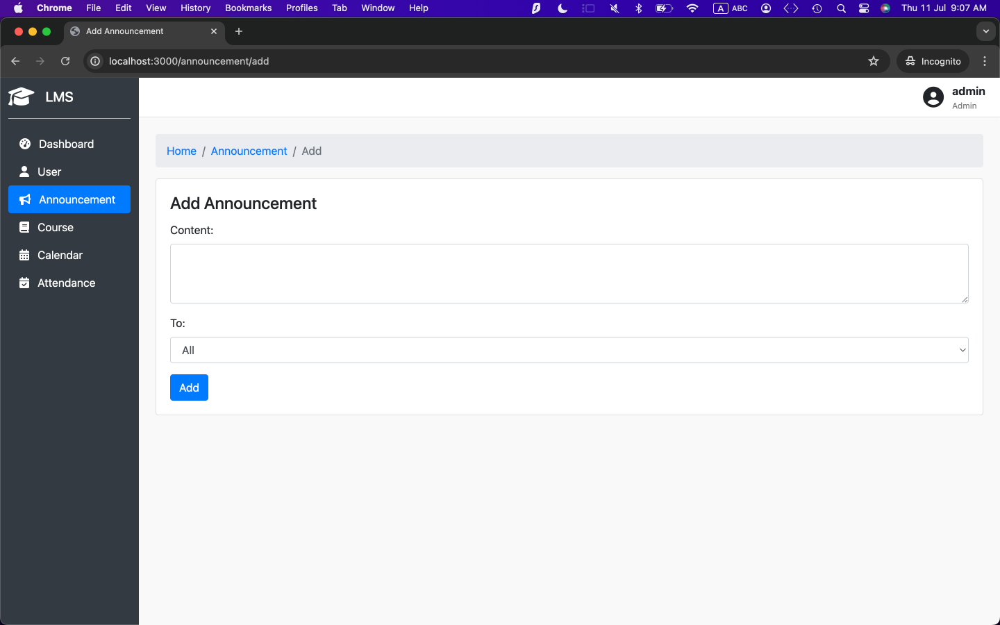 Chrome File Edit View History Bookmarks Profiles Tab Window Help A ABC Thu 11 Jul 9:07 AM
Add Announcement
localhost:3000/announcement/add
Incognito
LMS
admin
Admin
Dashboard
User
Announcement
Course
Calendar
Attendance
Home / Announcement / Add
Add Announcement
Content:
To:
All
Add